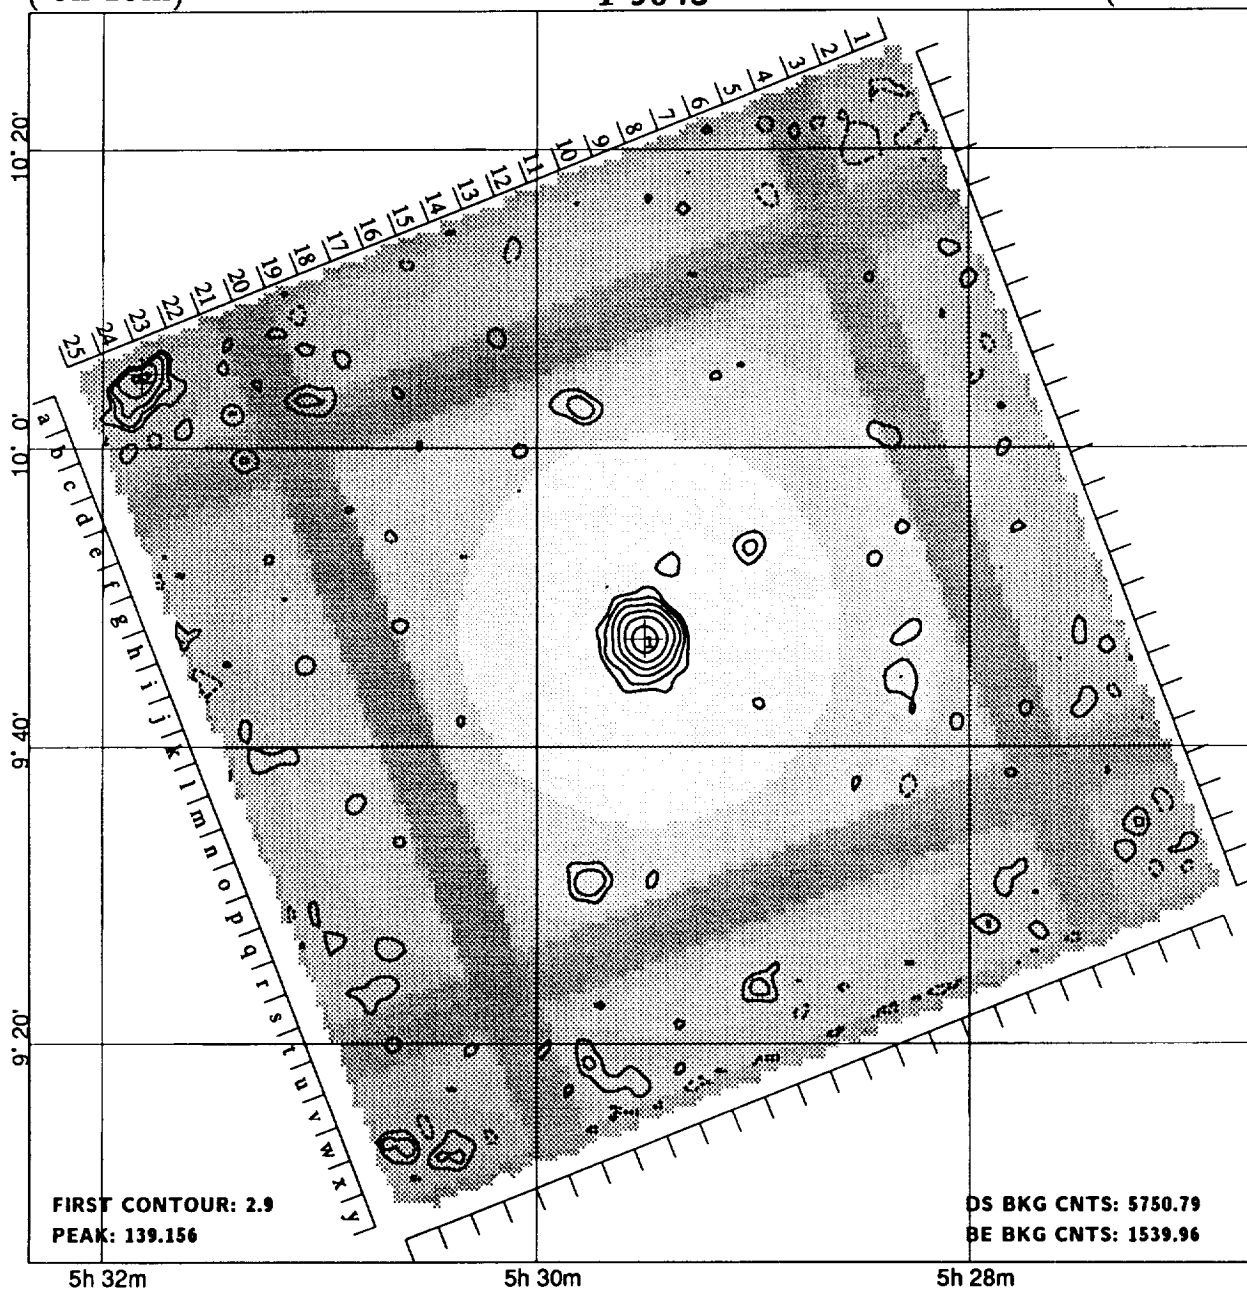 1 2 3 4 5 6 7 8 9 10 11 12 13 14 15 16 17 18 19 20 21 22 23 24 25
10° 20'
10° 0'
a b c d e f g h i j k l m n o p q r s t u v w x y
1
9° 40'
9° 20'
FIRST CONTOUR: 2.9
PEAK: 139.156
DS BKG CNTS: 5750.79
BE BKG CNTS: 1539.96
5h 32m 5h 30m 5h 28m